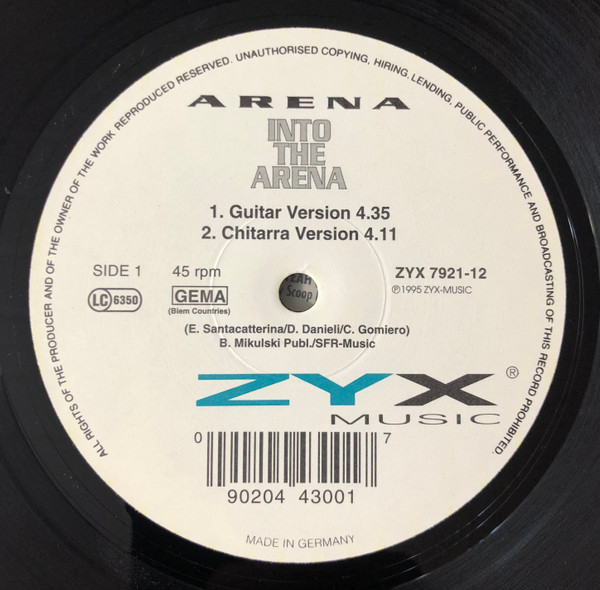 ALL RIGHTS OF THE PRODUCER AND OF THE OWNER OF THE WORK REPRODUCED RESERVED. UNAUTHORISED COPYING, HIRING, LENDING, PUBLIC PERFORMANCE AND BROADCASTING OF THIS RECORD PROHIBITED.
ARENA
INTO
THE
ARENA
1. Guitar Version 4.35
2. Chitarra Version 4.11
SIDE 1 45 rpm ZYX 7921-12
℗1995 ZYX-MUSIC
LC 6350 GEMA
(Biem Countries)
Scoop
(E. Santacatterina/D. Danieli/C. Gomiero)
B. Mikulski Publ./SFR-Music
ZYX®
MUSIC
0 7
90204 43001
MADE IN GERMANY